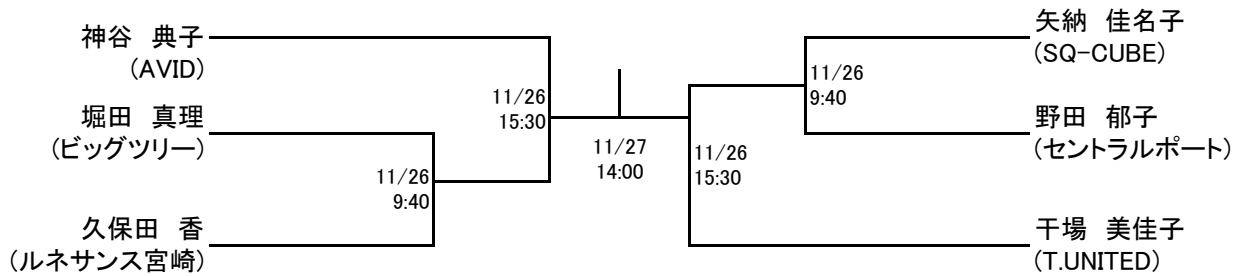 神谷　典子
(AVID)
堀田　真理
(ビッグツリー)
久保田　香
(ルネサンス宮崎)
11/26
9:40
11/26
15:30
11/27
14:00
11/26
15:30
11/26
9:40
矢納　佳名子
(SQ-CUBE)
野田　郁子
(セントラルポート)
干場　美佳子
(T.UNITED)